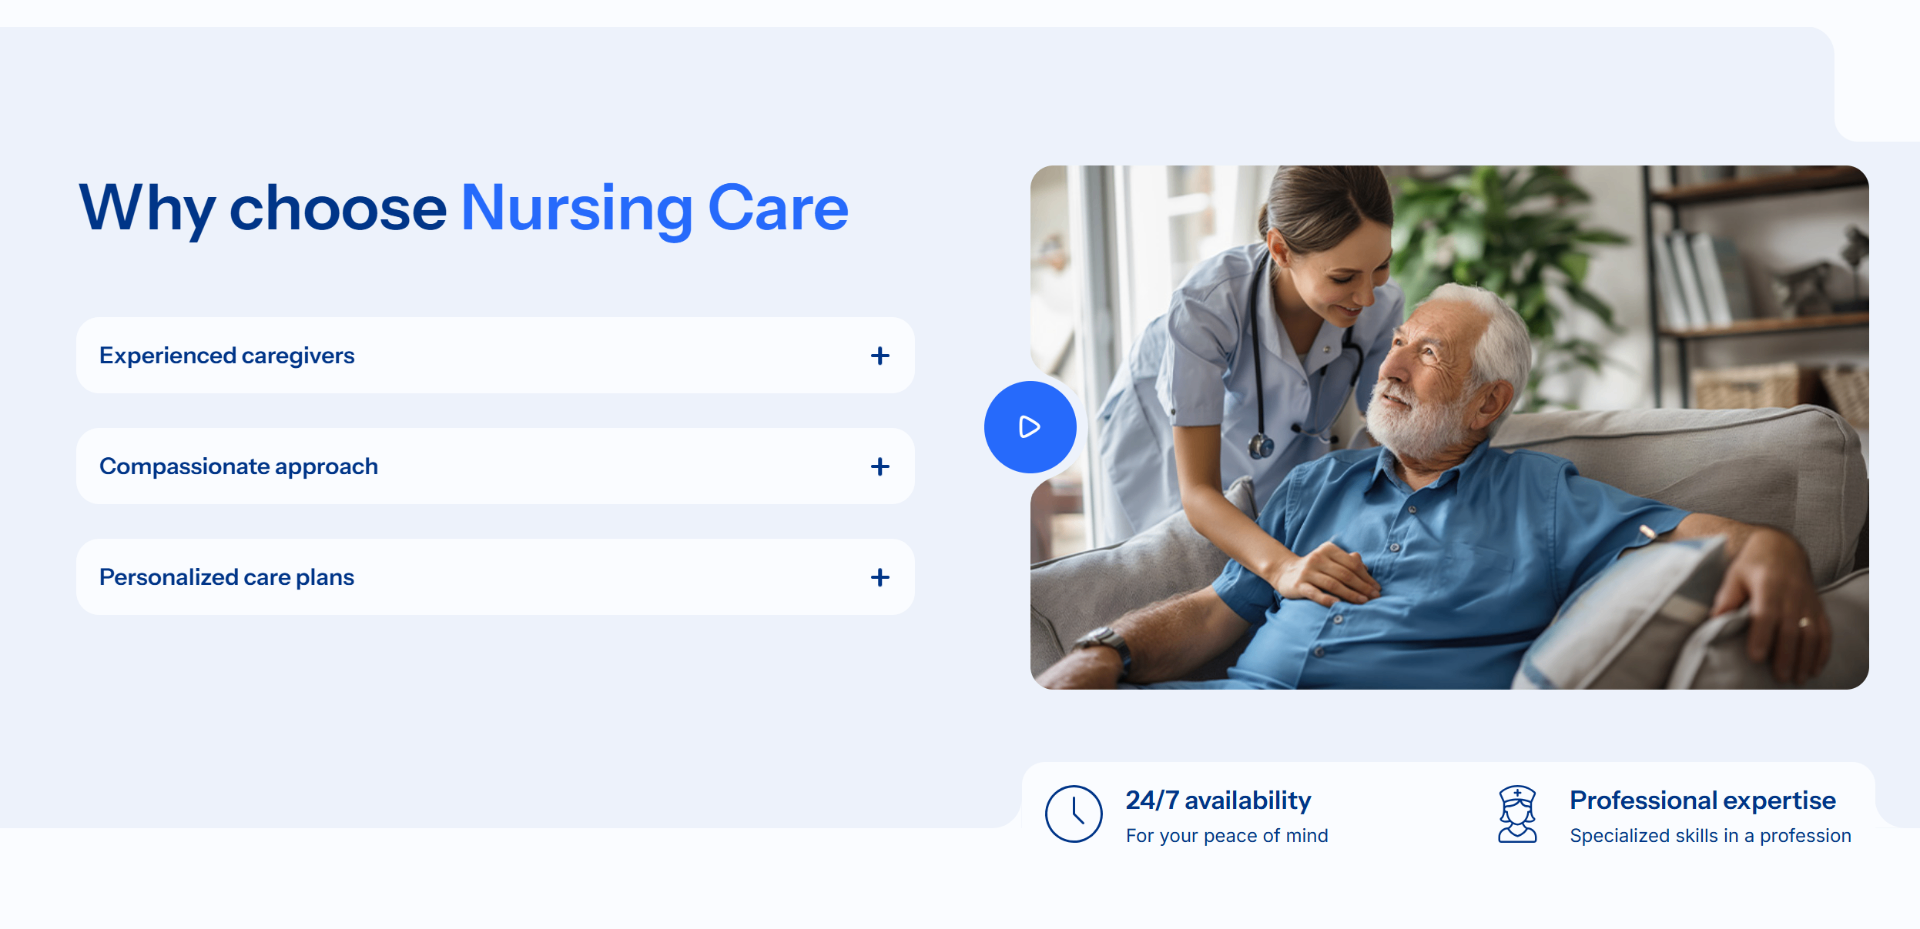 Why choose Nursing Care
Experienced caregivers
Compassionate approach
Personalized care plans
24/7 availability
For your peace of mind
Professional expertise
Specialized skills in a profession